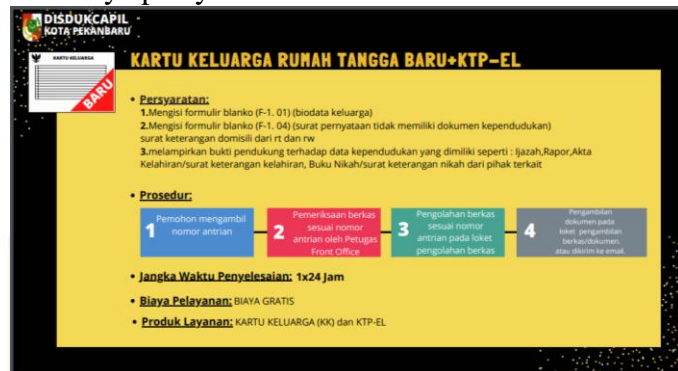 DISDUKCAPIL
KOTA PEKANBARU
KARTU KELUARGA
BARU
KARTU KELUARGA RUMAH TANGGA BARU+KTP-EL
• Persyaratan:
1.Mengisi formulir blanko (F-1. 01) (biodata keluarga)
2.Mengisi formulir blanko (F-1. 04) (surat pernyataan tidak memiliki dokumen kependudukan)
surat keterangan domisili dari rt dan rw
3.melampirkan bukti pendukung terhadap data kependudukan yang dimiliki seperti : Ijazah,Rapor,Akta
Kelahiran/surat keterangan kelahiran, Buku Nikah/surat keterangan nikah dari pihak terkait
• Prosedur:
1 Pemohon mengambil
nomor antrian
2 Pemeriksaan berkas
sesuai nomor
antrian oleh Petugas
Front Office
3 Pengolahan berkas
sesuai nomor
antrian pada loket
pengolahan berkas
4 Pengambilan
dokumen pada
loket pengambilan
berkas/dokumen.
atau dikirim ke email.
• Jangka Waktu Penyelesaian: 1x24 Jam
• Biaya Pelayanan: BIAYA GRATIS
• Produk Layanan: KARTU KELUARGA (KK) dan KTP-EL